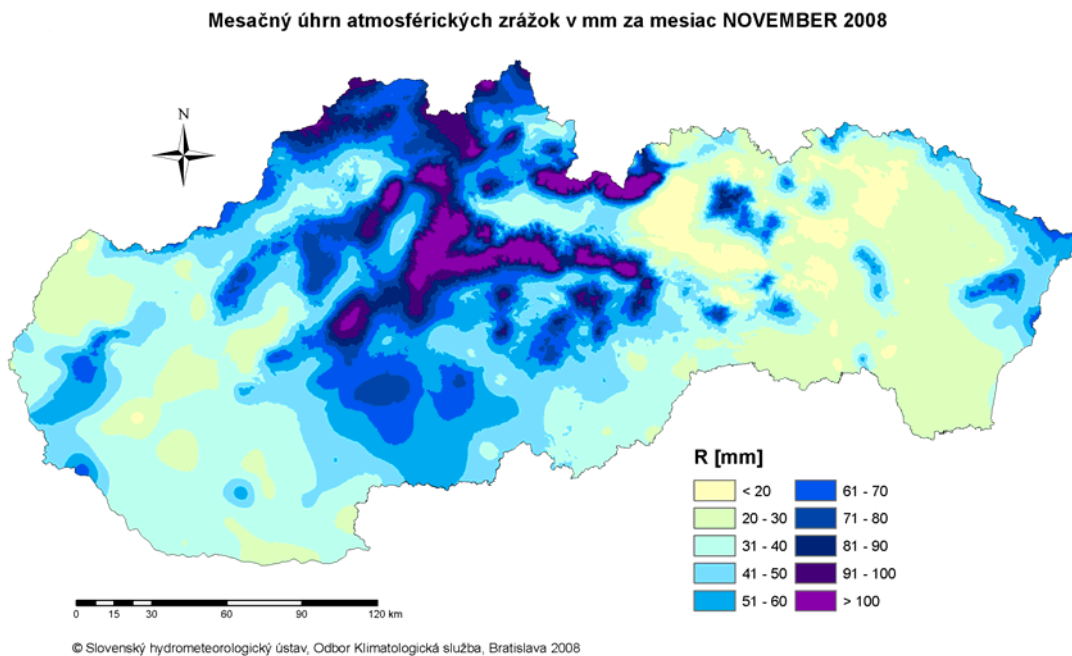 Mesačný úhrn atmosférických zrážok v mm za mesiac NOVEMBER 2008
N
R [mm]
< 20
61 - 70
20 - 30
71 - 80
31 - 40
81 - 90
41 - 50
91 - 100
51 - 60
> 100
0 15 30 60 90 120 km
© Slovenský hydrometeorologický ústav, Odbor Klimatologická služba, Bratislava 2008